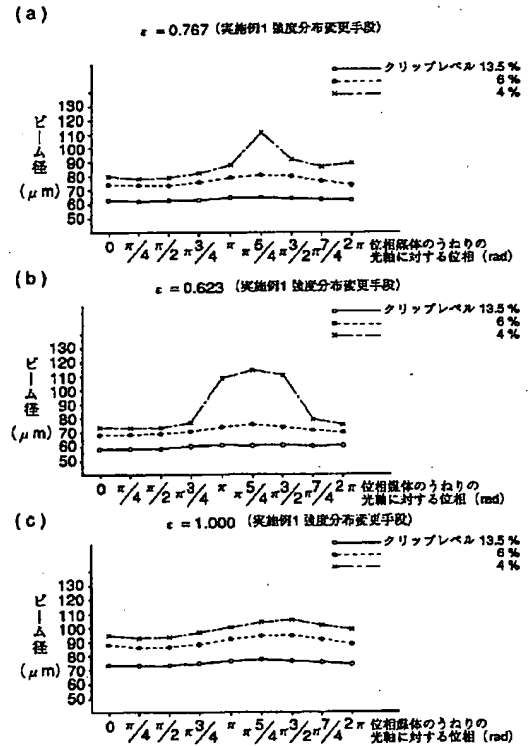 (a)
ε = 0.767 (実施例1 強度分布変更手段)
クリップレベル 13.5 %
6 %
4 %
ビーム径
(μm)
130
120
110
100
90
80
70
60
50
0 π/4 π/2 π3/4 π π5/4 π3/2 π7/4 2π
位相媒体のうねりの
光軸に対する位相 (rad)
(b)
ε = 0.623 (実施例1 強度分布変更手段)
クリップレベル 13.5 %
6 %
4 %
ビーム径
(μm)
130
120
110
100
90
80
70
60
50
0 π/4 π/2 π3/4 π π5/4 π3/2 π7/4 2π
位相媒体のうねりの
光軸に対する位相 (rad)
(c)
ε = 1.000 (実施例1 強度分布変更手段)
クリップレベル 13.5 %
6 %
4 %
ビーム径
(μm)
130
120
110
100
90
80
70
60
50
0 π/4 π/2 π3/4 π π5/4 π3/2 π7/4 2π
位相媒体のうねりの
光軸に対する位相 (rad)